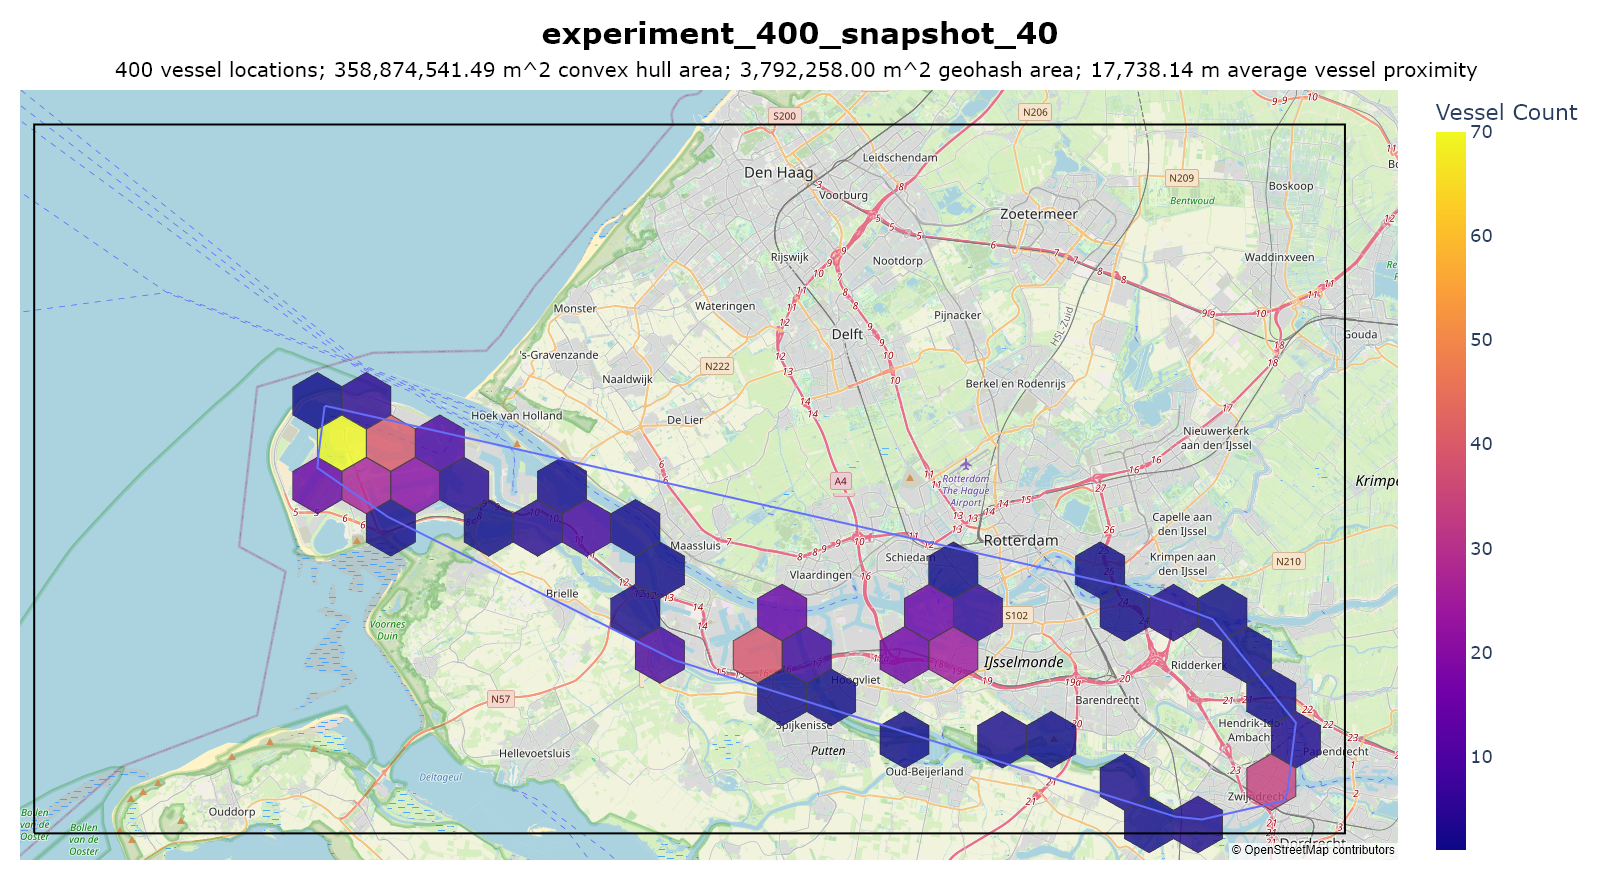 experiment_400_snapshot_40
400 vessel locations; 358,874,541.49 m^2 convex hull area; 3,792,258.00 m^2 geohash area; 17,738.14 m average vessel proximity
Vessel Count
70
60
50
40
30
20
10
S200
N206
Leidschendam
Den Haag
Voorburg
N209
Boskoop
Bentwoud
Zoetermeer
Rijswijk
Nootdorp
Waddinxveen
Monster
Wateringen
Pijnacker
HSL-Zuid
Delft
Gouda
's-Gravenzande
N222
Naaldwijk
Berkel en Rodenrijs
Hoek van Holland
De Lier
Nieuwerkerk
aan den IJssel
A4
Rotterdam
The Hague
Airport
Krimpe
Capelle aan
den IJssel
Maassluis
Schiedam
Rotterdam
Krimpen aan
den IJssel
N210
Vlaardingen
Brielle
S102
Voornes
Duin
IJsselmonde
Ridderkerk
Hoogvliet
N57
Barendrecht
Spijkenisse
Hendrik-Ido-
Ambacht
Hellevoetsluis
Putten
Papendrecht
Deltageul
Oud-Beijerland
Zwijndrecht
Ouddorp
Bollen
van de
Ooster
Bollen
van de
Ooster
Dordrecht
© OpenStreetMap contributors